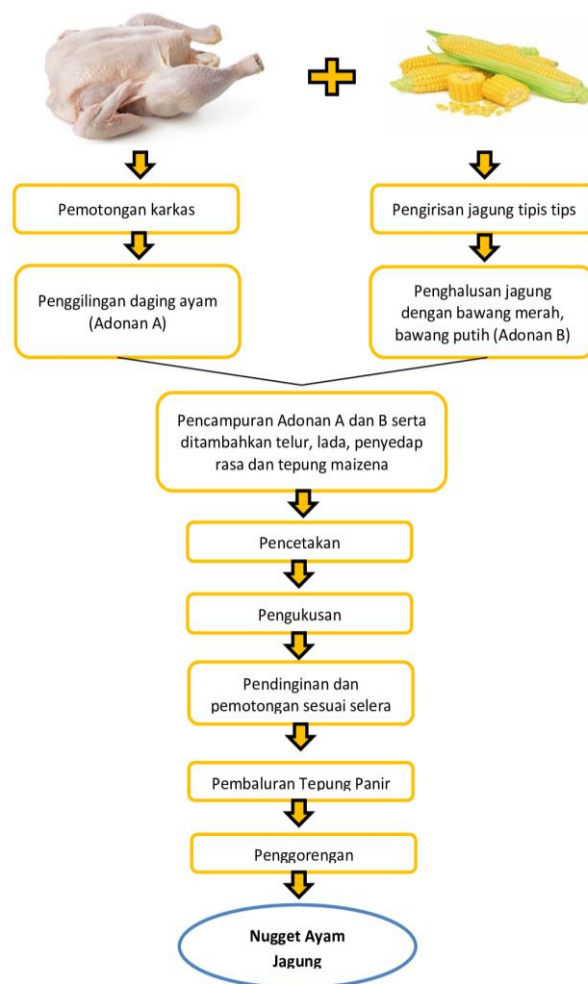 Pemotongan karkas
Pengirisan jagung tipis tips
Penggilingan daging ayam
(Adonan A)
Penghalusan jagung
dengan bawang merah,
bawang putih (Adonan B)
Pencampuran Adonan A dan B serta
ditambahkan telur, lada, penyedap
rasa dan tepung maizena
Pencetakan
Pengukusan
Pendinginan dan
pemotongan sesuai selera
Pembaluran Tepung Panir
Penggorengan
Nugget Ayam
Jagung